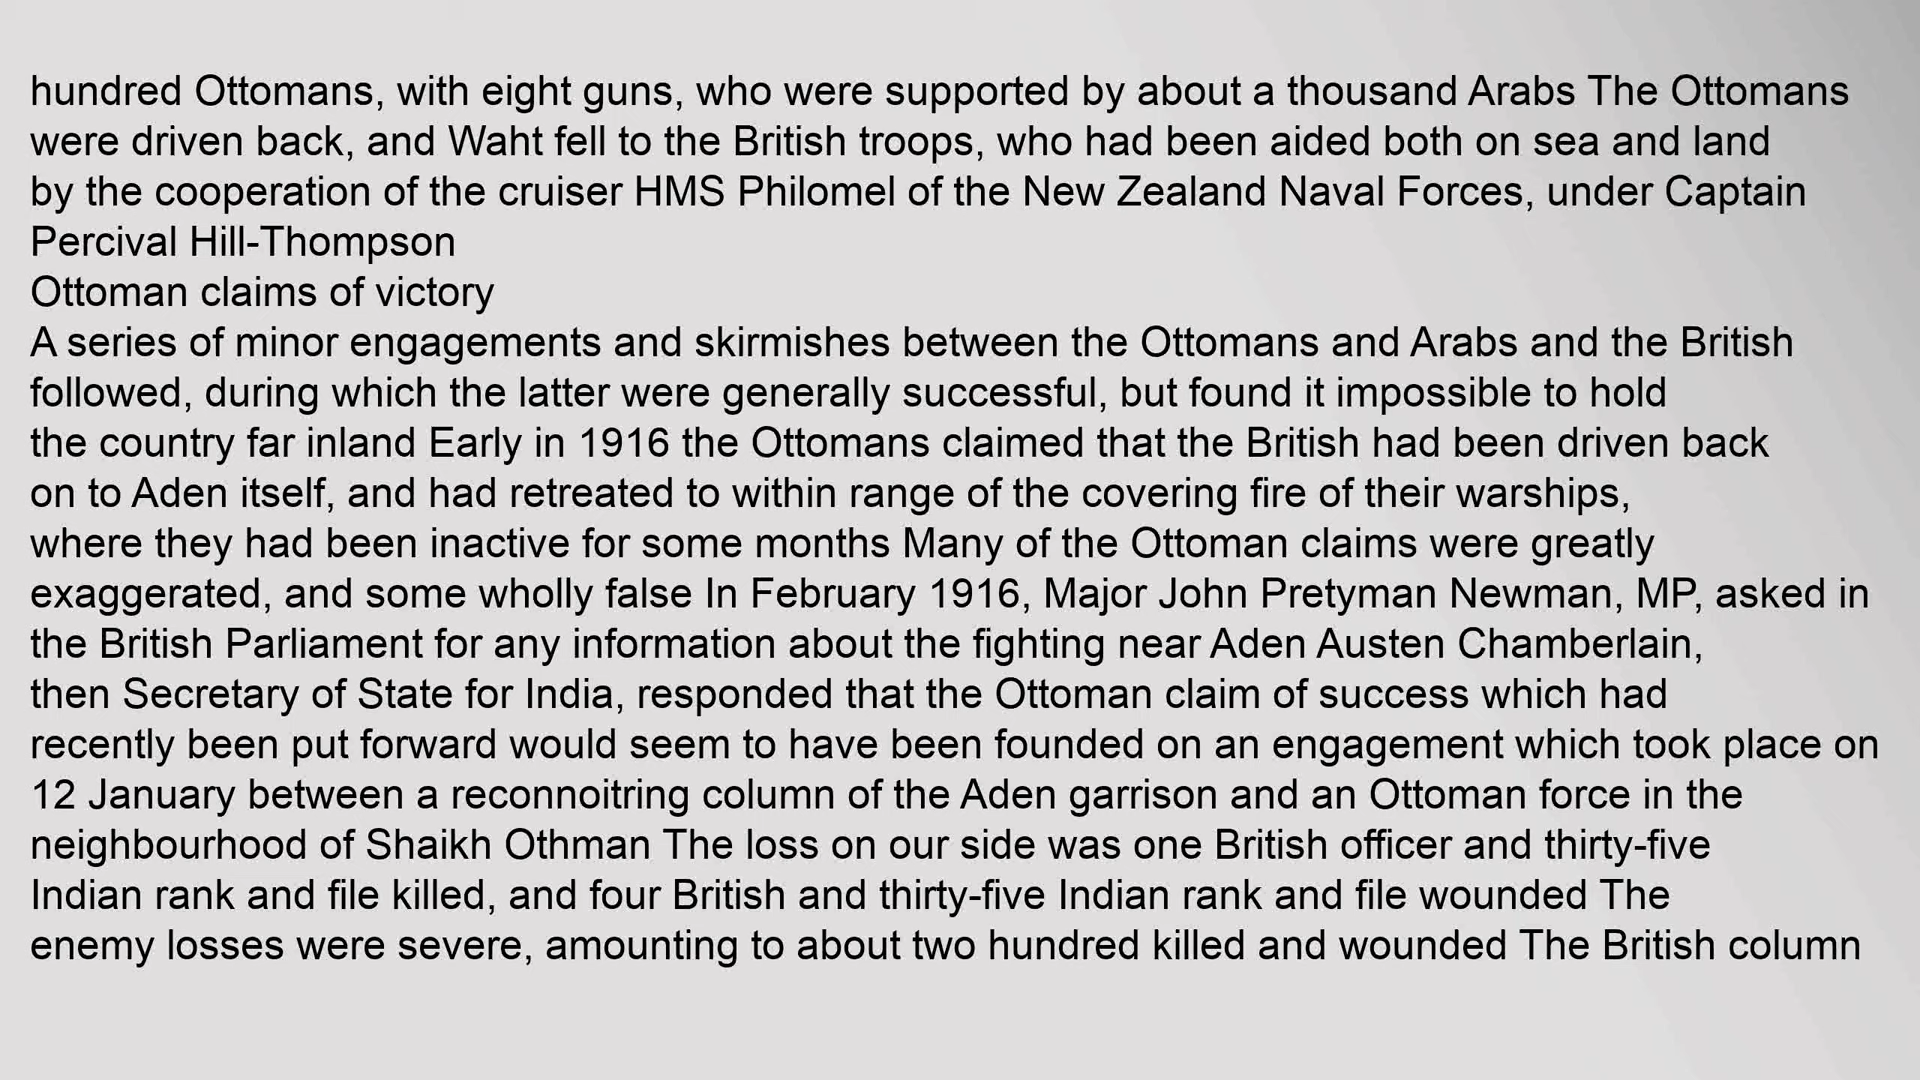 hundred Ottomans, with eight guns, who were supported by about a thousand Arabs The Ottomans
were driven back, and Waht fell to the British troops, who had been aided both on sea and land
by the cooperation of the cruiser HMS Philomel of the New Zealand Naval Forces, under Captain
Percival Hill-Thompson
Ottoman claims of victory
A series of minor engagements and skirmishes between the Ottomans and Arabs and the British
followed, during which the latter were generally successful, but found it impossible to hold
the country far inland Early in 1916 the Ottomans claimed that the British had been driven back
on to Aden itself, and had retreated to within range of the covering fire of their warships,
where they had been inactive for some months Many of the Ottoman claims were greatly
exaggerated, and some wholly false In February 1916, Major John Pretyman Newman, MP, asked in
the British Parliament for any information about the fighting near Aden Austen Chamberlain,
then Secretary of State for India, responded that the Ottoman claim of success which had
recently been put forward would seem to have been founded on an engagement which took place on
12 January between a reconnoitring column of the Aden garrison and an Ottoman force in the
neighbourhood of Shaikh Othman The loss on our side was one British officer and thirty-five
Indian rank and file killed, and four British and thirty-five Indian rank and file wounded The
enemy losses were severe, amounting to about two hundred killed and wounded The British column